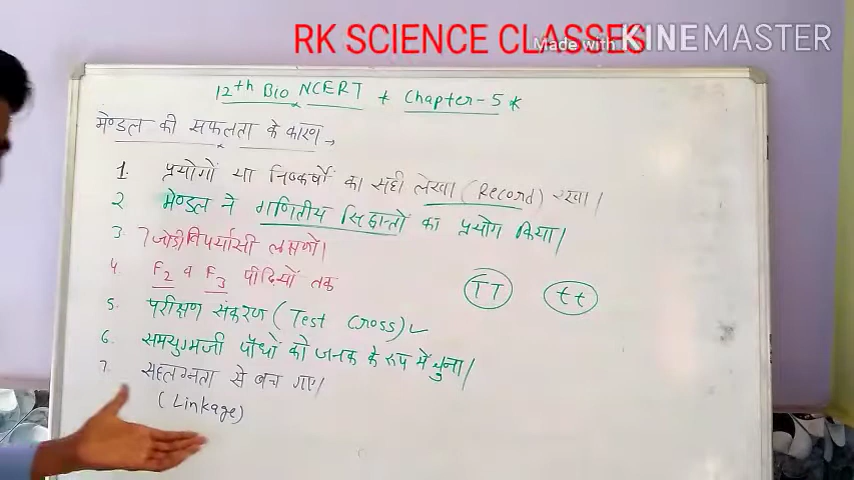 RK SCIENCE CLASSES
Made with KINEMASTER
12th Bio NCERT + Chapter-5 *
मेण्डल की सफलता के कारण →
1. प्रयोगों या निष्कर्षों का सही लेखा (Record) रखा।
2 मेण्डल ने गणितीय सिद्धान्तों का प्रयोग किया।
3. 7 जोडी विपर्यासी लक्षणो।
4. F2 व F3 पीढियों तक
TT tt
5. परीक्षण संकरण (Test Cross)
6. समयुग्मजी पौधों को जनक के रूप में चुना।
7. सहलग्नता से बच गए।
(Linkage)